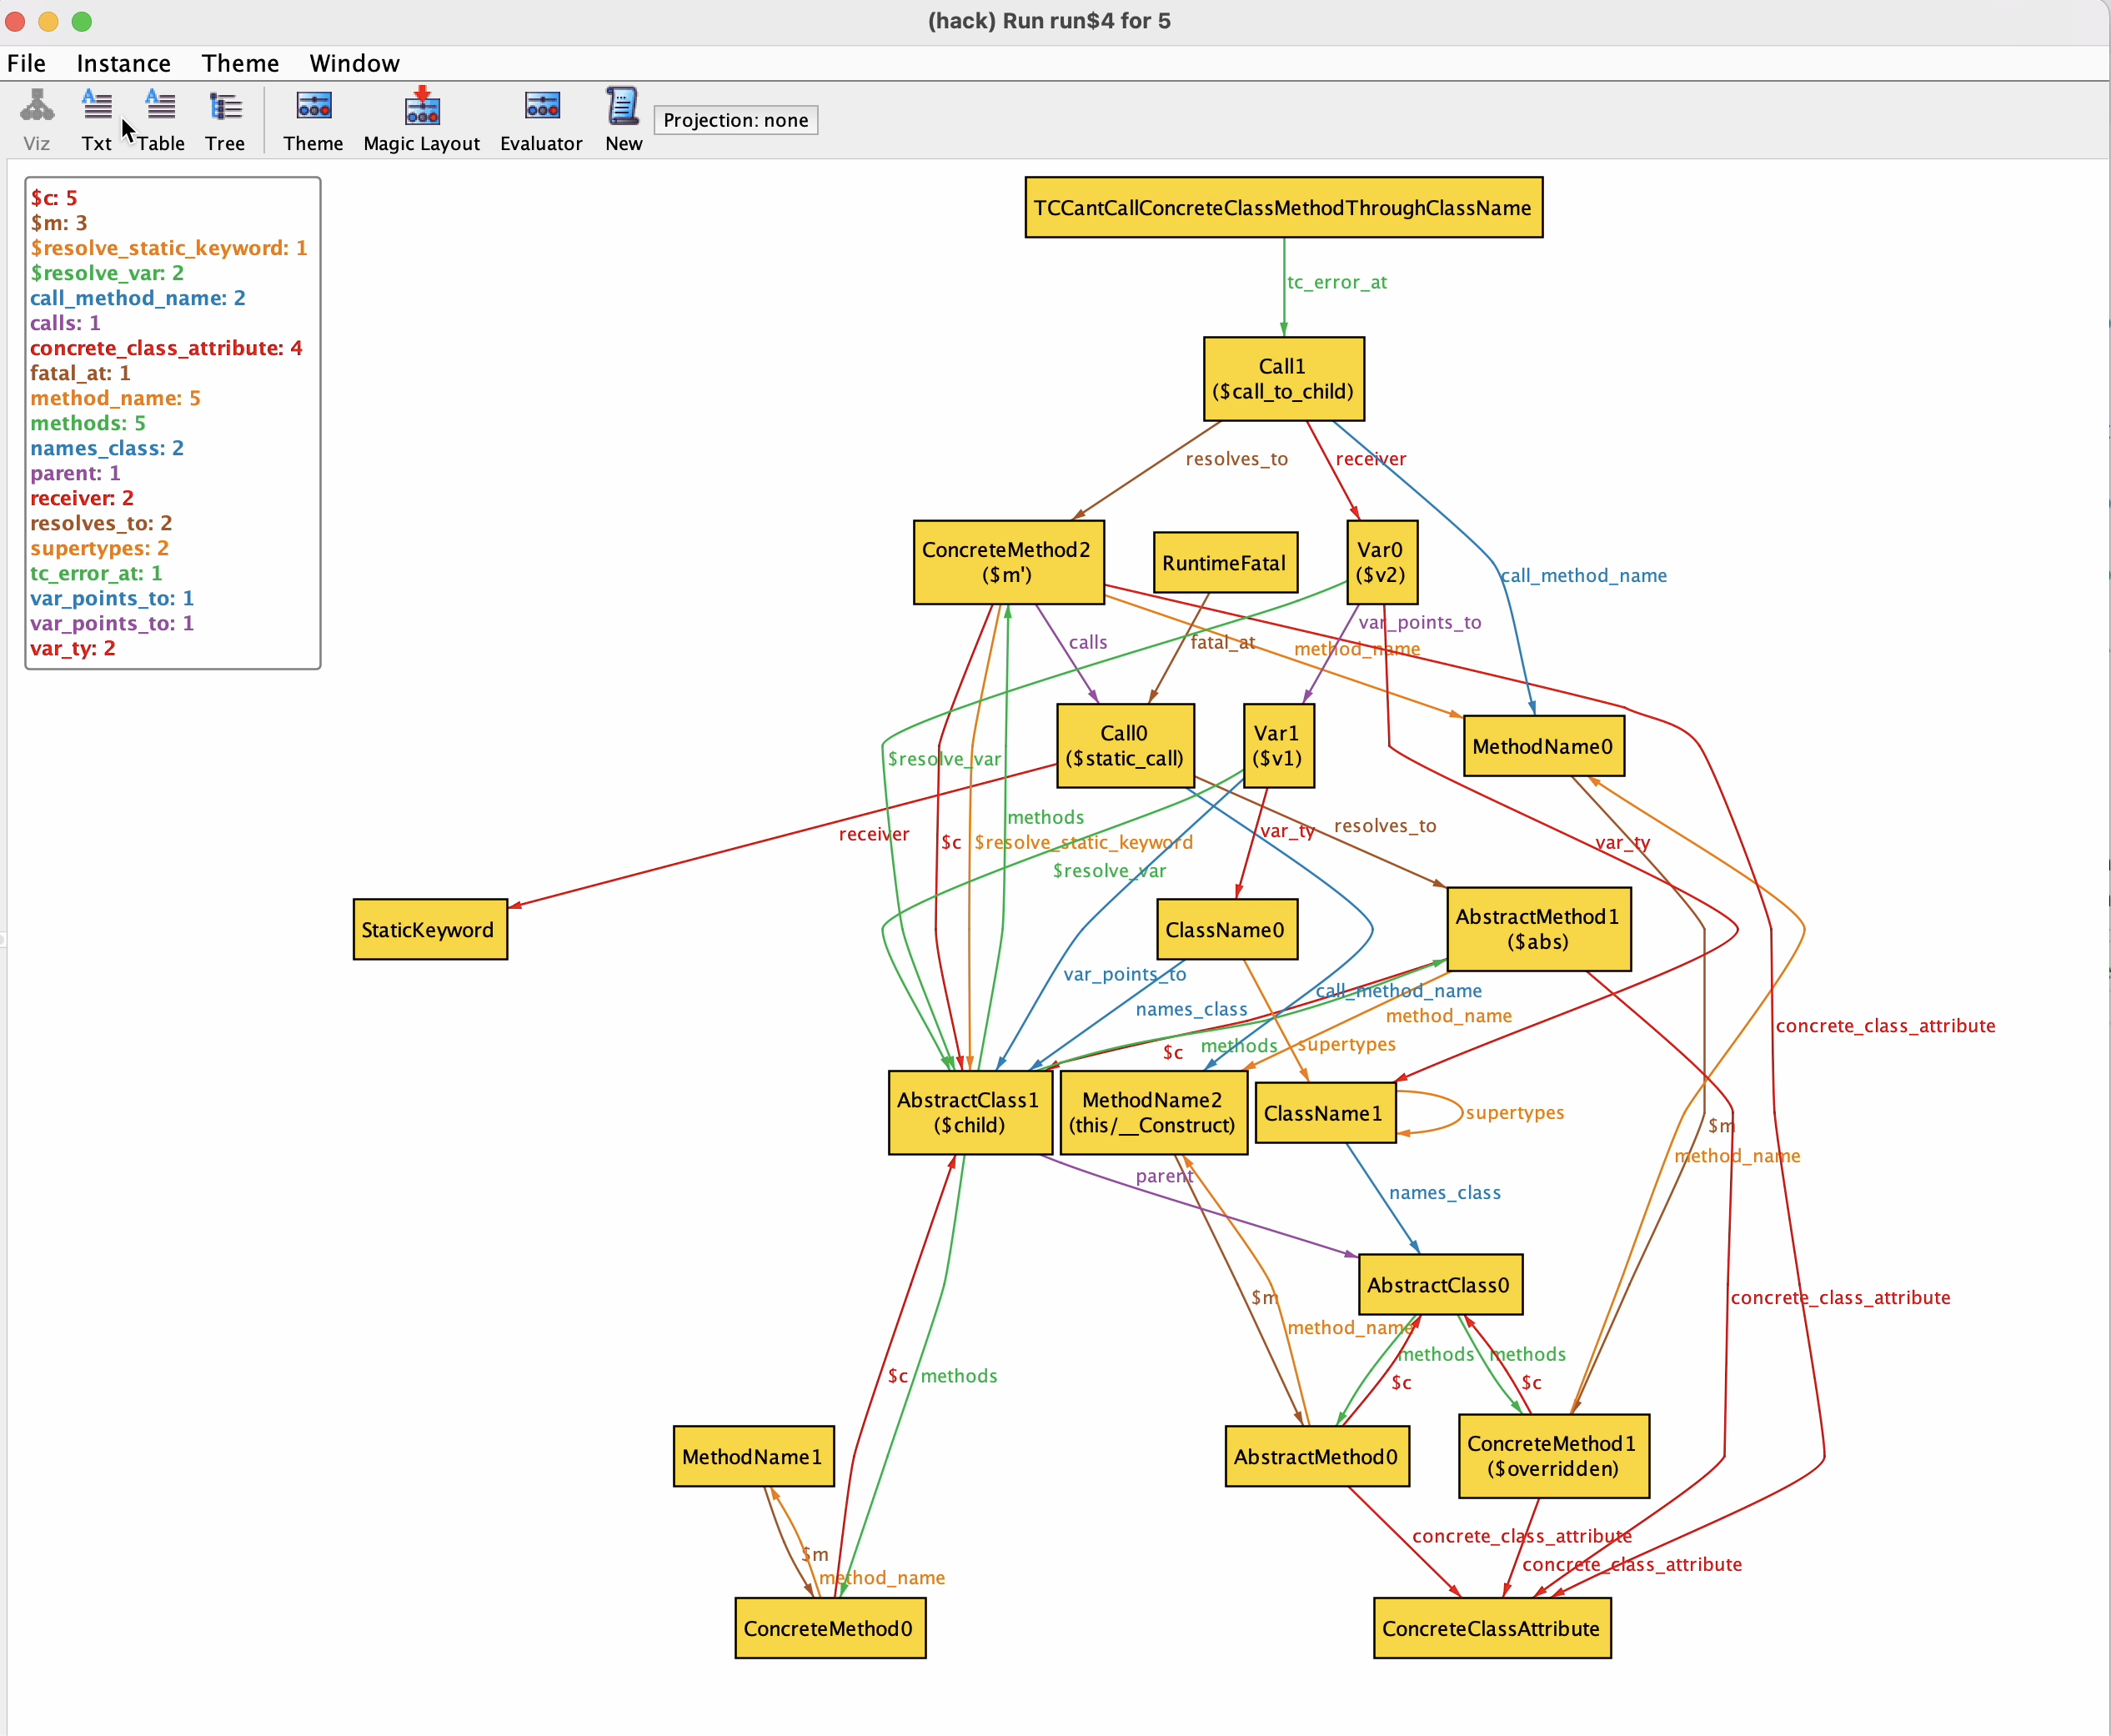 (hack) Run run$4 for 5
File Instance Theme Window
Viz Txt Table Tree Theme Magic Layout Evaluator New Projection: none
$c: 5
$m: 3
$resolve_static_keyword: 1
$resolve_var: 2
call_method_name: 2
calls: 1
concrete_class_attribute: 4
fatal_at: 1
method_name: 5
methods: 5
names_class: 2
parent: 1
receiver: 2
resolves_to: 2
supertypes: 2
tc_error_at: 1
var_points_to: 1
var_points_to: 1
var_ty: 2
TCCantCallConcreteClassMethodThroughClassName
tc_error_at
Call1
($call_to_child)
resolves_to
receiver
ConcreteMethod2
($m')
RuntimeFatal
Var0
($v2)
call_method_name
calls
fatal_at
method_name
var_points_to
Call0
($static_call)
Var1
($v1)
MethodName0
$resolve_var
methods
receiver
$c
$resolve_static_keyword
var_ty
resolves_to
var_ty
$resolve_var
StaticKeyword
ClassName0
AbstractMethod1
($abs)
var_points_to
call_method_name
names_class
method_name
concrete_class_attribute
$c
methods
supertypes
AbstractClass1
($child)
MethodName2
(this/__Construct)
ClassName1
supertypes
$m
method_name
parent
names_class
AbstractClass0
$m
concrete_class_attribute
method_name
methods
methods
$c
methods
$c
$c
MethodName1
AbstractMethod0
ConcreteMethod1
($overridden)
$m
method_name
concrete_class_attribute
concrete_class_attribute
ConcreteMethod0
ConcreteClassAttribute